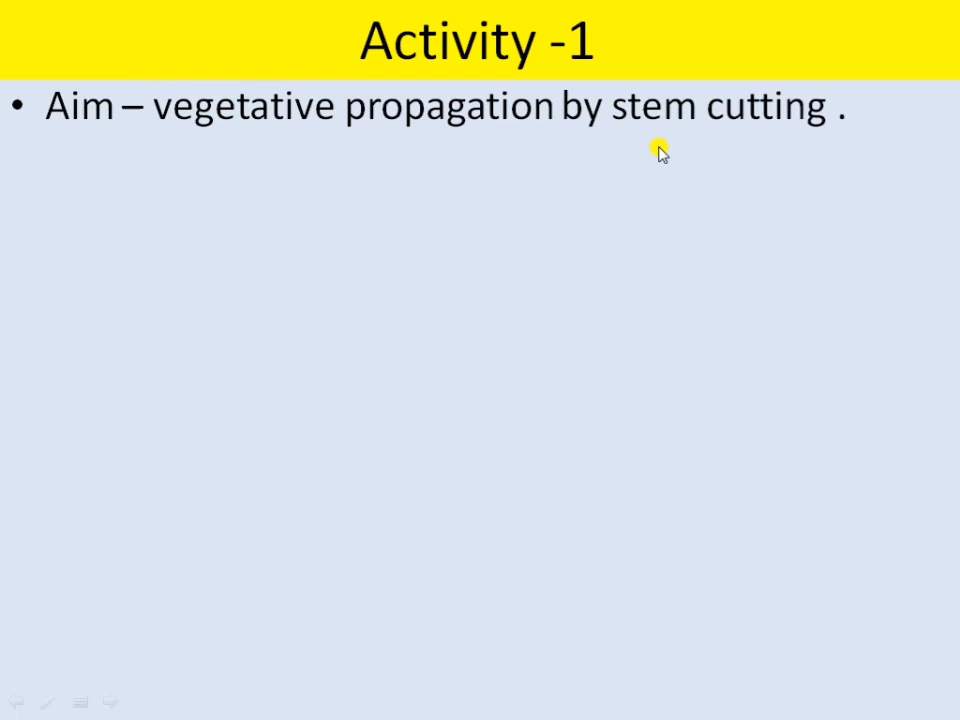 Activity -1
• Aim – vegetative propagation by stem cutting .